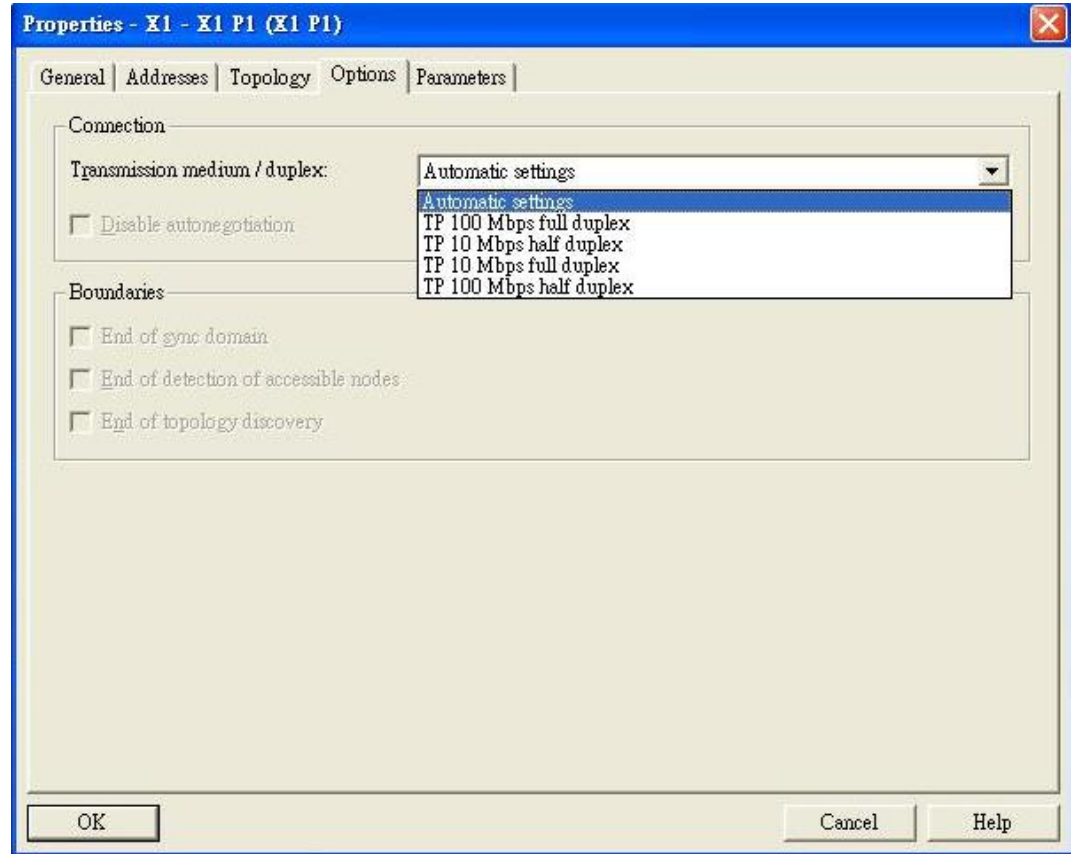 Properties - X1 - X1 P1 (X1 P1)
General Addresses Topology Options Parameters
Connection
Transmission medium / duplex: Automatic settings
Automatic settings
Disable autonegotiation
TP 100 Mbps full duplex
TP 10 Mbps half duplex
TP 10 Mbps full duplex
TP 100 Mbps half duplex
Boundaries
End of sync domain
End of detection of accessible nodes
End of topology discovery
OK Cancel Help